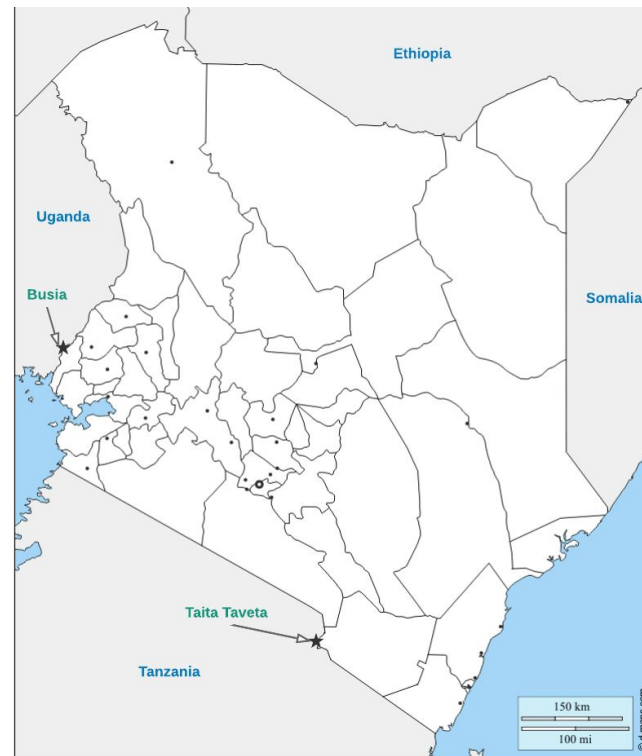 Ethiopia
Uganda
Busia
Somalia
Taita Taveta
Tanzania
150 km
100 mi